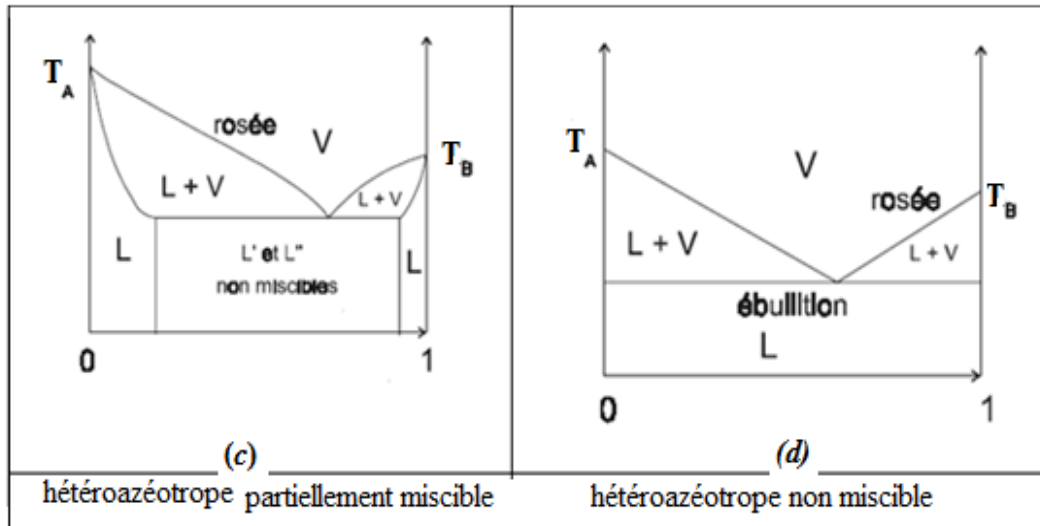 T_A
rosée
V
T_B
L + V
L + V
L
L' et L"
non miscibles
L
0
1
(c)
hétéroazéotrope partiellement miscible
T_A
V
rosée
T_B
L + V
L + V
ébullition
L
0
1
(d)
hétéroazéotrope non miscible